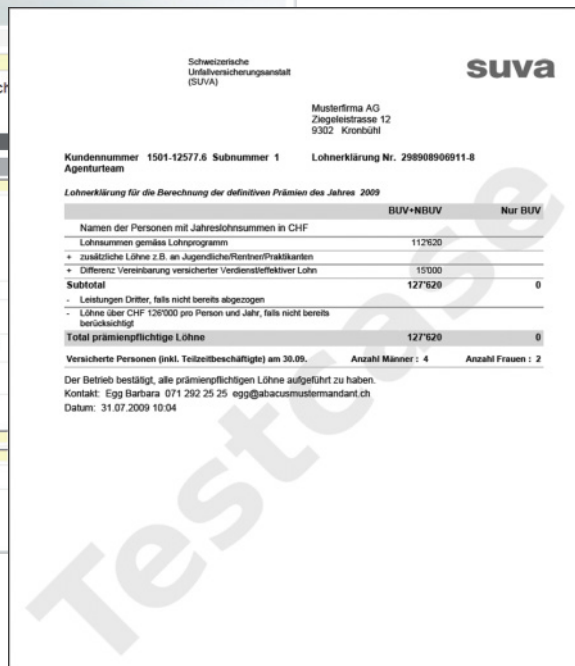 ch
Schweizerische
Unfallversicherungsanstalt
(SUVA)
suva
Musterfirma AG
Ziegeleistrasse 12
9302 Kronbühl
Kundennummer 1501-12577.6 Subnummer 1 Lohnerklärung Nr. 298908906911-8
Agenturteam
Lohnerklärung für die Berechnung der definitiven Prämien des Jahres 2009
BUV+NBUV Nur BUV
Namen der Personen mit Jahreslohnsummen in CHF
Lohnsummen gemäss Lohnprogramm 112'620
+ zusätzliche Löhne z.B. an Jugendliche/Rentner/Praktikanten
+ Differenz Vereinbarung versicherter Verdienst/effektiver Lohn 15'000
Subtotal 127'620 0
- Leistungen Dritter, falls nicht bereits abgezogen
- Löhne über CHF 126'000 pro Person und Jahr, falls nicht bereits
berücksichtigt
Total prämienpflichtige Löhne 127'620 0
Versicherte Personen (inkl. Teilzeitbeschäftigte) am 30.09. Anzahl Männer : 4 Anzahl Frauen : 2
Der Betrieb bestätigt, alle prämienpflichtigen Löhne aufgeführt zu haben.
Kontakt: Egg Barbara 071 292 25 25 egg@abacusmustermandant.ch
Datum: 31.07.2009 10:04
Testcase